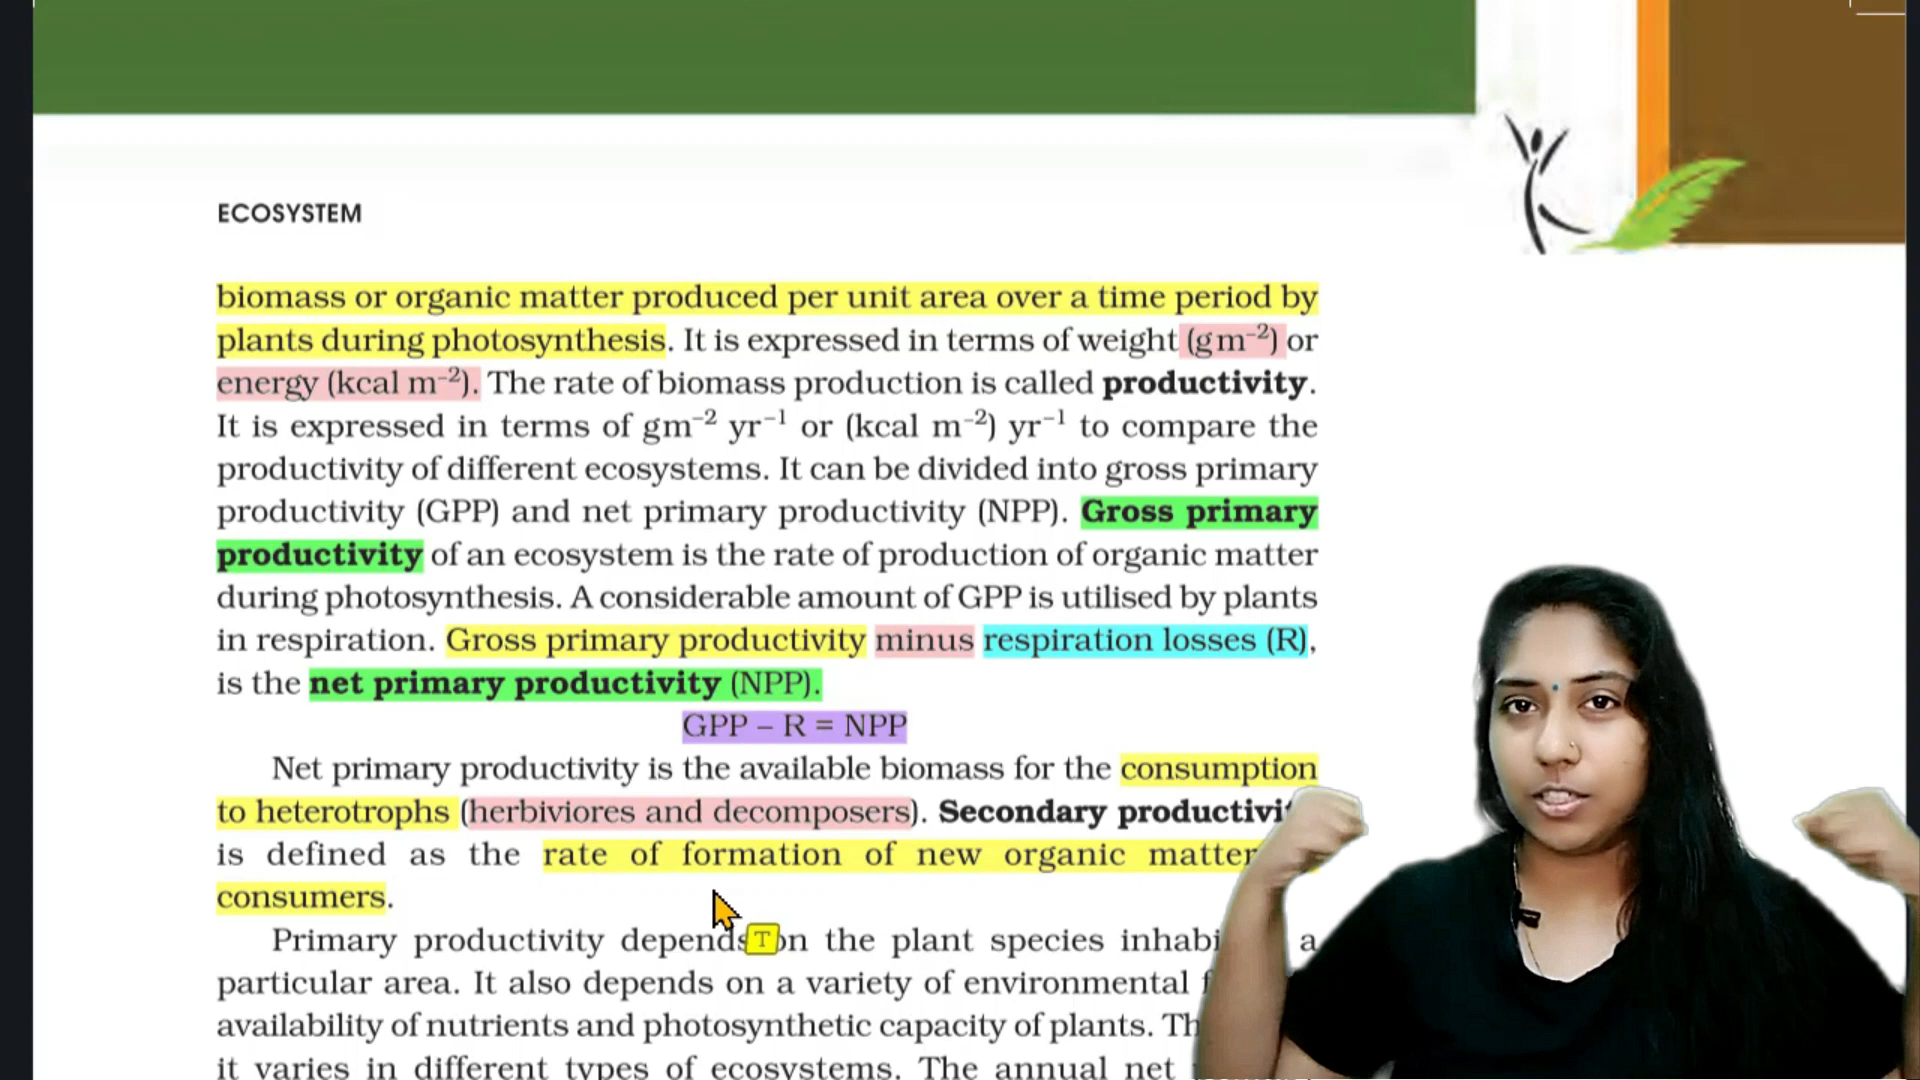 ECOSYSTEM
biomass or organic matter produced per unit area over a time period by
plants during photosynthesis. It is expressed in terms of weight (gm⁻²) or
energy (kcal m⁻²). The rate of biomass production is called productivity.
It is expressed in terms of gm⁻² yr⁻¹ or (kcal m⁻²) yr⁻¹ to compare the
productivity of different ecosystems. It can be divided into gross primary
productivity (GPP) and net primary productivity (NPP). Gross primary
productivity of an ecosystem is the rate of production of organic matter
during photosynthesis. A considerable amount of GPP is utilised by plants
in respiration. Gross primary productivity minus respiration losses (R),
is the net primary productivity (NPP).
GPP – R = NPP
Net primary productivity is the available biomass for the consumption
to heterotrophs (herbiviores and decomposers). Secondary
is defined as the rate of formation of new organic matter
consumers.
Primary productivity depends T on the plant species a
particular area. It also depends on a variety of environmental
availability of nutrients and photosynthetic capacity of plants.
it varies in different types of ecosystems. The annual net